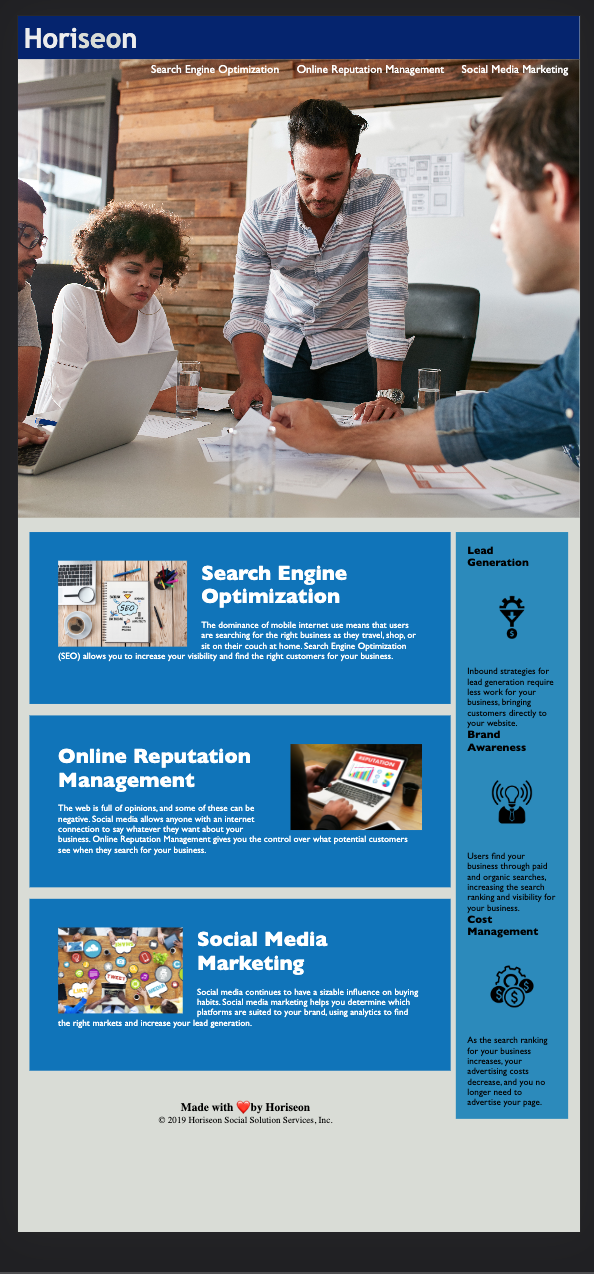 Horiseon
Search Engine Optimization Online Reputation Management Social Media Marketing
Search Engine
Optimization
The dominance of mobile internet use means that users
are searching for the right business as they travel, shop, or
sit on their couch at home. Search Engine Optimization
(SEO) allows you to increase your visibility and find the right customers for your business.
SEO
Online Reputation
Management
The web is full of opinions, and some of these can be
negative. Social media allows anyone with an internet
connection to say whatever they want about your
business. Online Reputation Management gives you the control over what potential customers
see when they search for your business.
REPUTATION
Social Media
Marketing
Social media continues to have a sizable influence on buying
habits. Social media marketing helps you determine which
platforms are suited to your brand, using analytics to find
the right markets and increase your lead generation.
TWEET
LIKE
MEDIA
Lead
Generation
Inbound strategies for
lead generation require
less work for your
business, bringing
customers directly to
your website.
Brand
Awareness
Users find your
business through paid
and organic searches,
increasing the search
ranking and visibility for
your business.
Cost
Management
As the search ranking
for your business
increases, your
advertising costs
decrease, and you no
longer need to
advertise your page.
Made with ❤️by Horiseon
© 2019 Horiseon Social Solution Services, Inc.